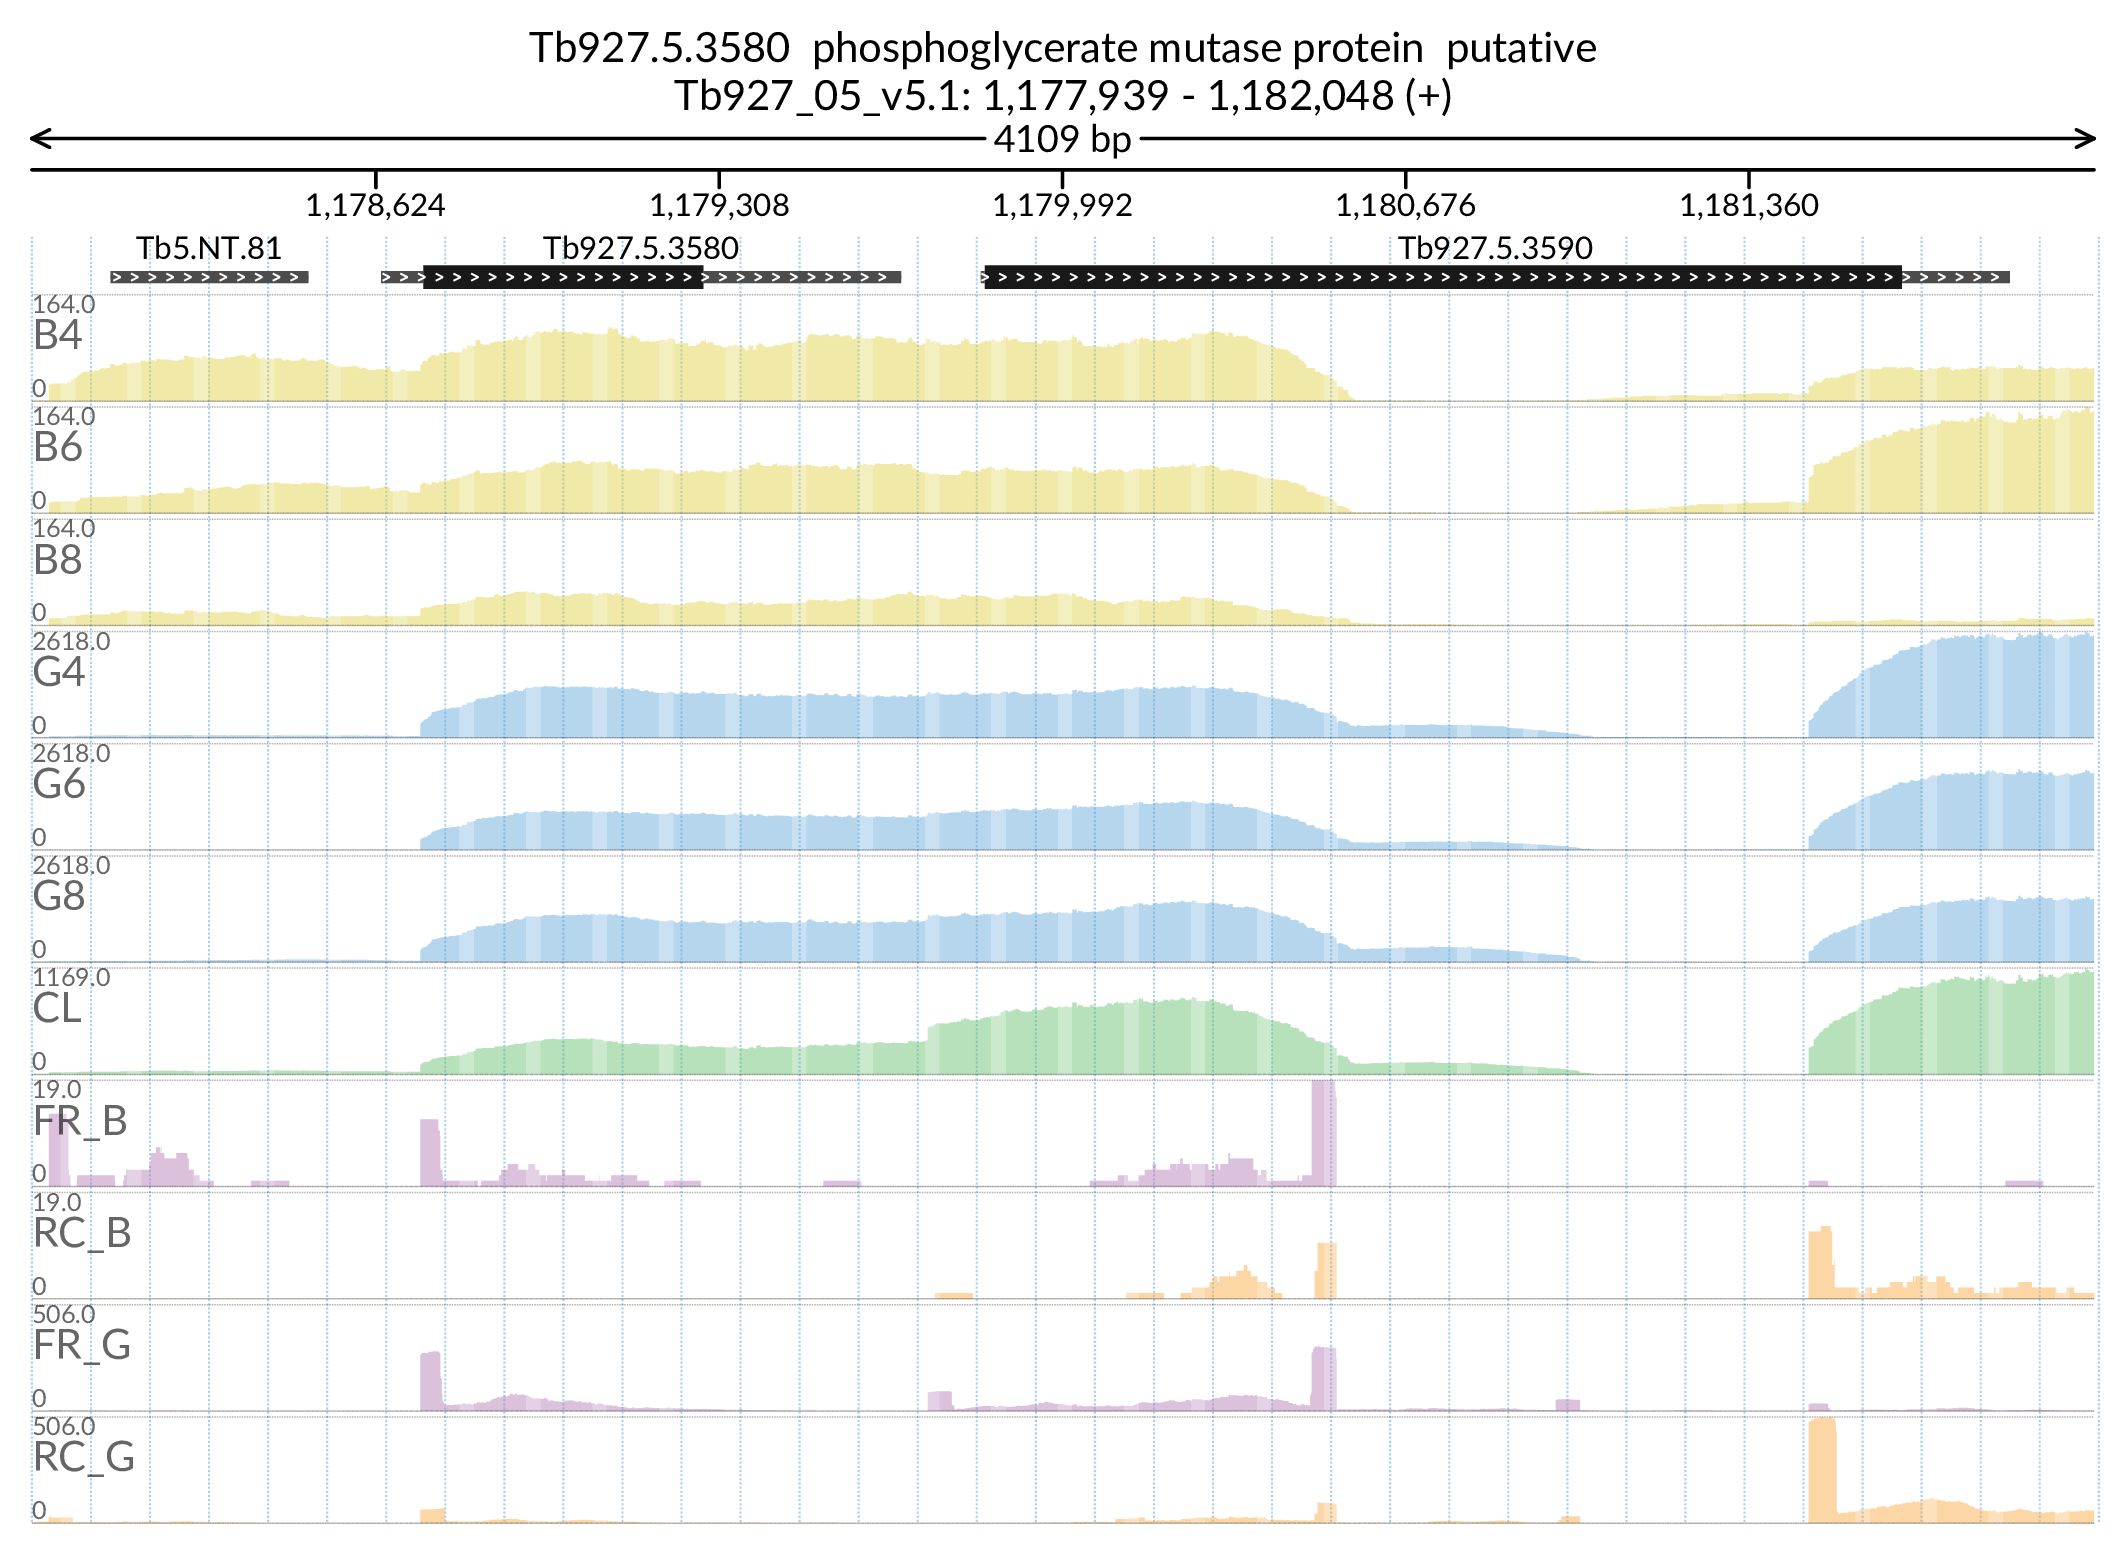 Tb927.5.3580  phosphoglycerate mutase protein  putative
Tb927_05_v5.1: 1,177,939 - 1,182,048 (+)
4109 bp
1,178,624 1,179,308 1,179,992 1,180,676 1,181,360
Tb5.NT.81 Tb927.5.3580 Tb927.5.3590
164.0
B4
0
164.0
B6
0
164.0
B8
0
2618.0
G4
0
2618.0
G6
0
2618.0
G8
0
1169.0
CL
0
19.0
FR_B
0
19.0
RC_B
0
506.0
FR_G
0
506.0
RC_G
0